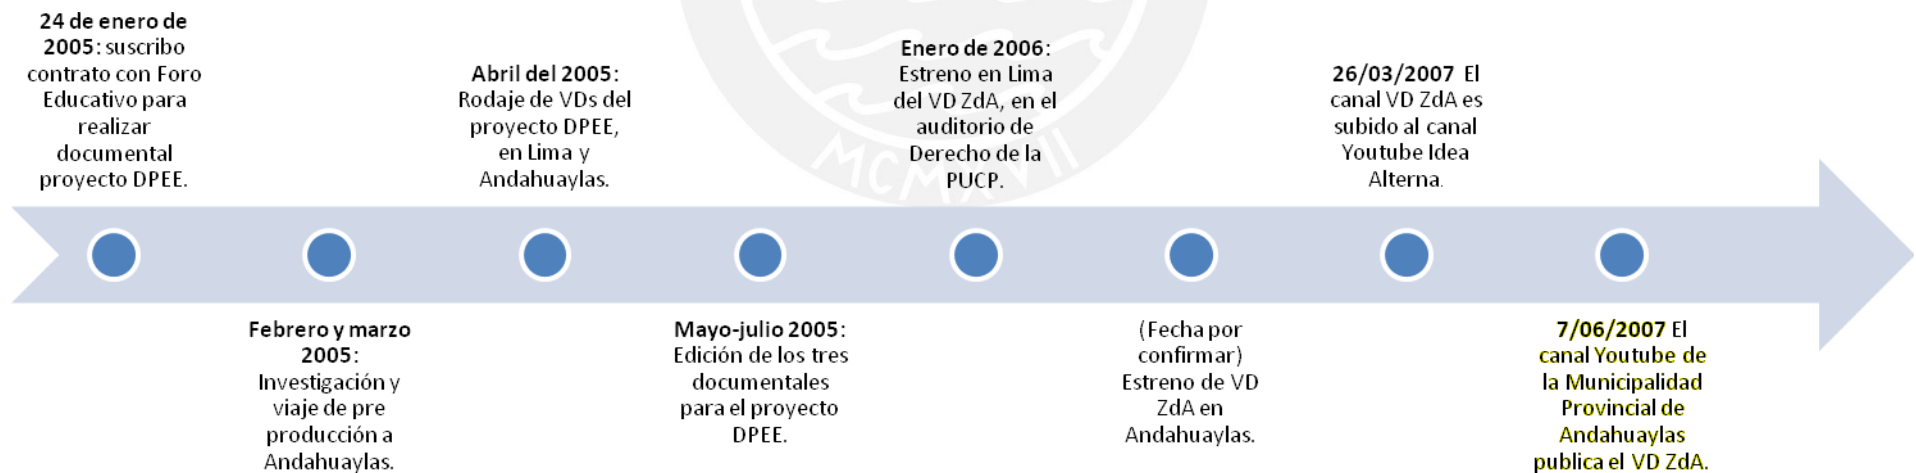 24 de enero de
2005: suscribo
contrato con Foro
Educativo para
realizar
documental
proyecto DPEE.
Febrero y marzo
2005:
Investigación y
viaje de pre
producción a
Andahuaylas.
Abril del 2005:
Rodaje de VDs del
proyecto DPEE,
en Lima y
Andahuaylas.
Mayo-julio 2005:
Edición de los tres
documentales
para el proyecto
DPEE.
Enero de 2006:
Estreno en Lima
del VD ZdA, en el
auditorio de
Derecho de la
PUCP.
(Fecha por
confirmar)
Estreno de VD
ZdA en
Andahuaylas.
26/03/2007 El
canal VD ZdA es
subido al canal
Youtube Idea
Alterna.
7/06/2007 El
canal Youtube de
la Municipalidad
Provincial de
Andahuaylas
publica el VD ZdA.
MCMXVII